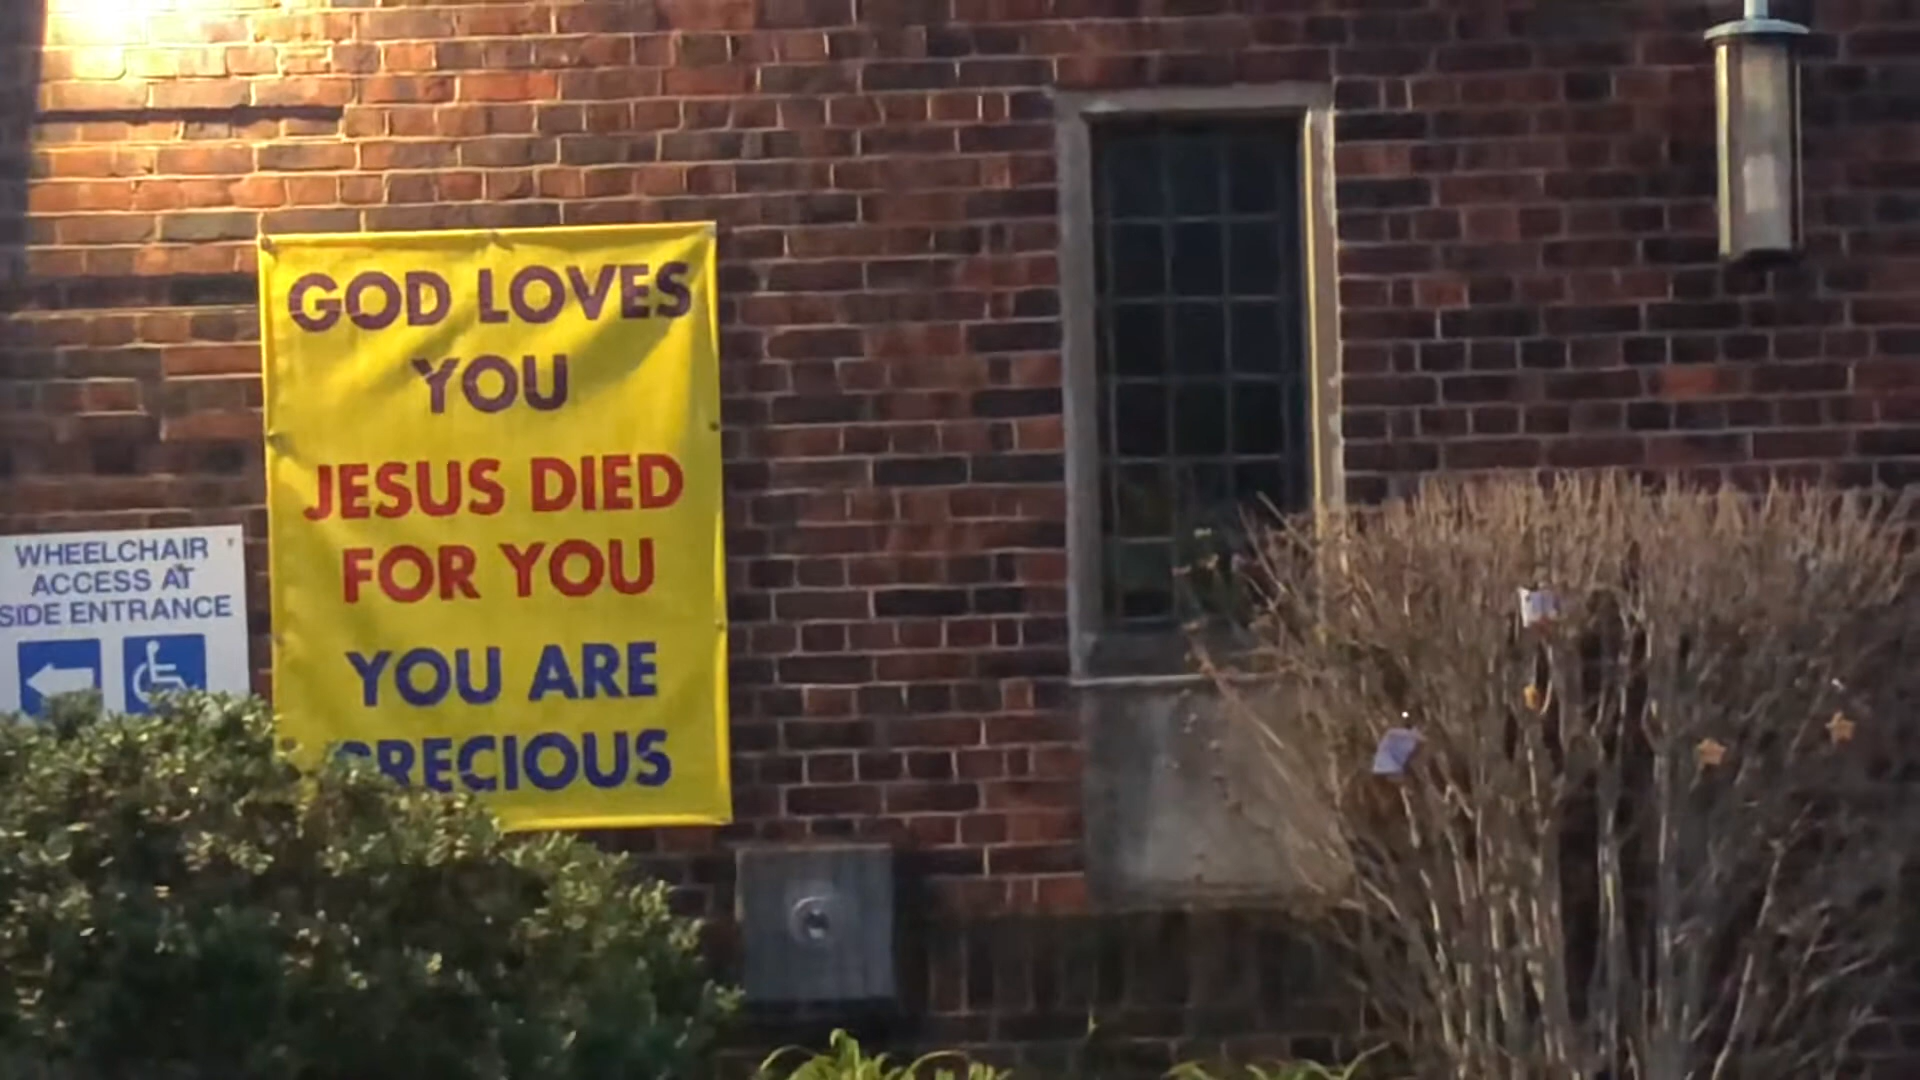 GOD LOVES
YOU
JESUS DIED
FOR YOU
YOU ARE
PRECIOUS
WHEELCHAIR
ACCESS AT
SIDE ENTRANCE